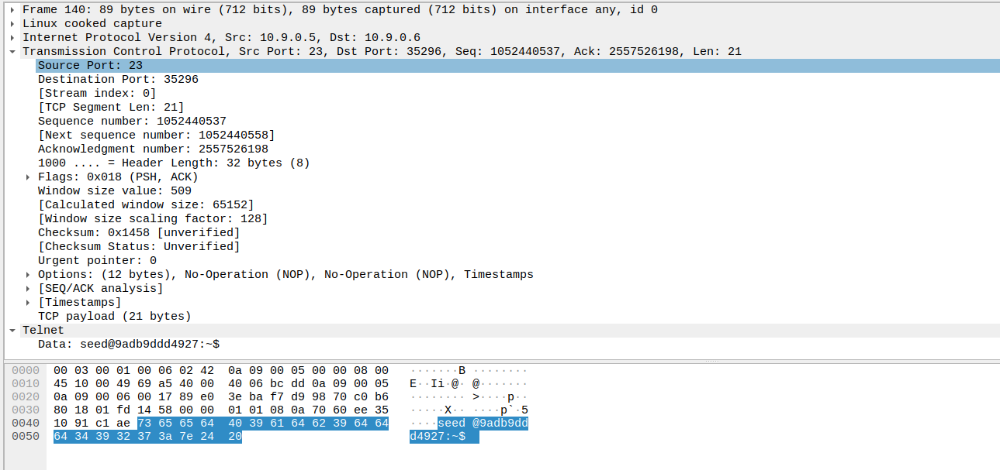 Frame 140: 89 bytes on wire (712 bits), 89 bytes captured (712 bits) on interface any, id 0
Linux cooked capture
Internet Protocol Version 4, Src: 10.9.0.5, Dst: 10.9.0.6
Transmission Control Protocol, Src Port: 23, Dst Port: 35296, Seq: 1052440537, Ack: 2557526198, Len: 21
Source Port: 23
Destination Port: 35296
[Stream index: 0]
[TCP Segment Len: 21]
Sequence number: 1052440537
[Next sequence number: 1052440558]
Acknowledgment number: 2557526198
1000 .... = Header Length: 32 bytes (8)
Flags: 0x018 (PSH, ACK)
Window size value: 509
[Calculated window size: 65152]
[Window size scaling factor: 128]
Checksum: 0x1458 [unverified]
[Checksum Status: Unverified]
Urgent pointer: 0
Options: (12 bytes), No-Operation (NOP), No-Operation (NOP), Timestamps
[SEQ/ACK analysis]
[Timestamps]
TCP payload (21 bytes)
Telnet
Data: seed@9adb9ddd4927:~$
0000 00 03 00 01 00 06 02 42 0a 09 00 05 00 00 08 00 ·······B ········
0010 45 10 00 49 69 a5 40 00 40 06 bc dd 0a 09 00 05 E··Ii·@· @·······
0020 0a 09 00 06 00 17 89 e0 3e ba f7 d9 98 70 c0 b6 ········ >····p··
0030 80 18 01 fd 14 58 00 00 01 01 08 0a 70 60 ee 35 ·····X·· ····p`·5
0040 10 91 c1 ae 73 65 65 64 40 39 61 64 62 39 64 64 ····seed @9adb9dd
0050 64 34 39 32 37 3a 7e 24 20 d4927:~$